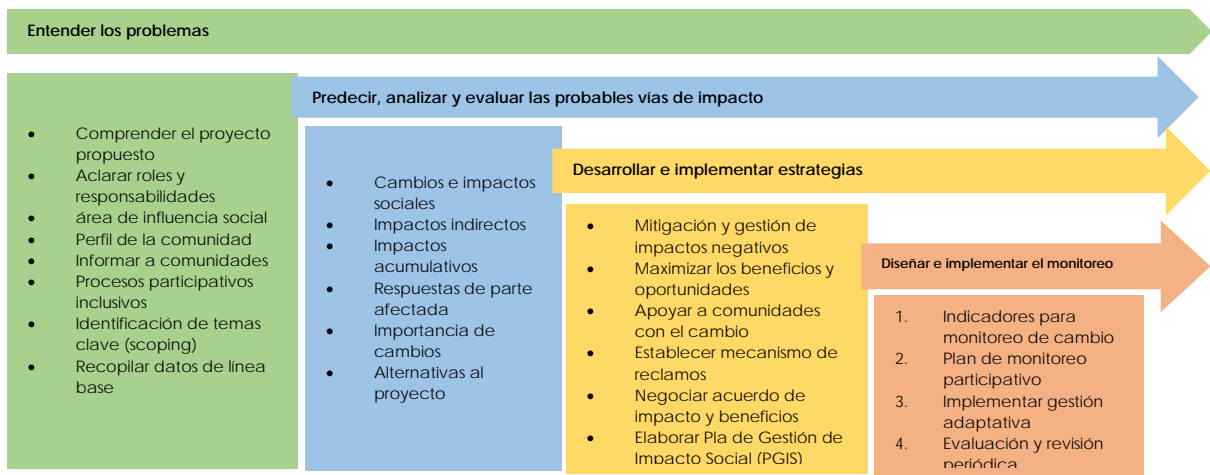 Entender los problemas
• Comprender el proyecto
propuesto
• Aclarar roles y
responsabilidades
• área de influencia social
• Perfil de la comunidad
• Informar a comunidades
• Procesos participativos
inclusivos
• Identificación de temas
clave (scoping)
• Recopilar datos de línea
base
Predecir, analizar y evaluar las probables vías de impacto
• Cambios e impactos
sociales
• Impactos indirectos
• Impactos
acumulativos
• Respuestas de parte
afectada
• Importancia de
cambios
• Alternativas al
proyecto
Desarrollar e implementar estrategias
• Mitigación y gestión de
impactos negativos
• Maximizar los beneficios y
oportunidades
• Apoyar a comunidades
con el cambio
• Establecer mecanismo de
reclamos
• Negociar acuerdo de
impacto y beneficios
• Elaborar Pla de Gestión de
Impacto Social (PGIS)
Diseñar e implementar el monitoreo
1. Indicadores para
monitoreo de cambio
2. Plan de monitoreo
participativo
3. Implementar gestión
adaptativa
4. Evaluación y revisión
periódica